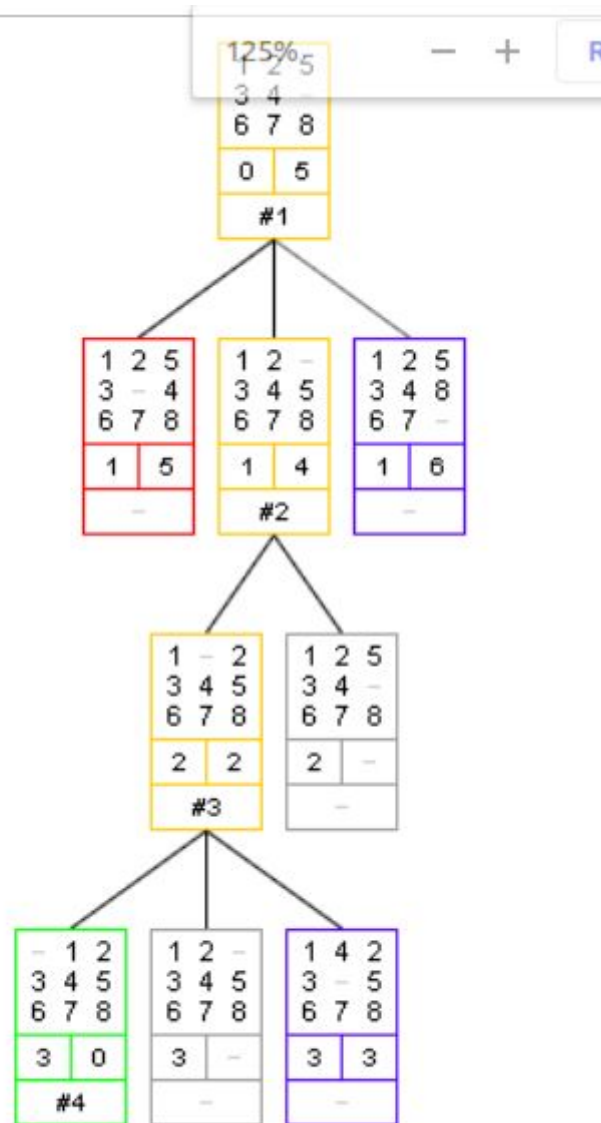 125% − + R
1 2 5
3 4 –
6 7 8
0 5
#1
1 2 5 1 2 – 1 2 5
3 – 4 3 4 5 3 4 8
6 7 8 6 7 8 6 7 –
1 5 1 4 1 6
– #2 –
1 – 2 1 2 5
3 4 5 3 4 –
6 7 8 6 7 8
2 2 2 –
#3 –
– 1 2 1 2 – 1 4 2
3 4 5 3 4 5 3 – 5
6 7 8 6 7 8 6 7 8
3 0 3 – 3 3
#4 – –